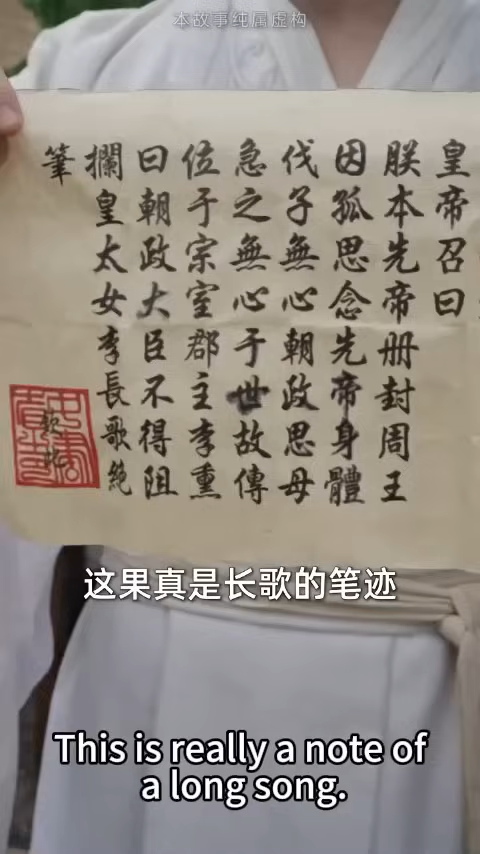 本故事纯属虚构
皇帝召曰
朕本先帝册封周王
因孤思念先帝身體
伐子無心朝政思母
急之無心于世故傳
位于宗室郡主李熏
曰朝政大臣不得阻
攔皇太女李長歌絶
筆
欽此
这果真是长歌的笔迹
This is really a note of
a long song.